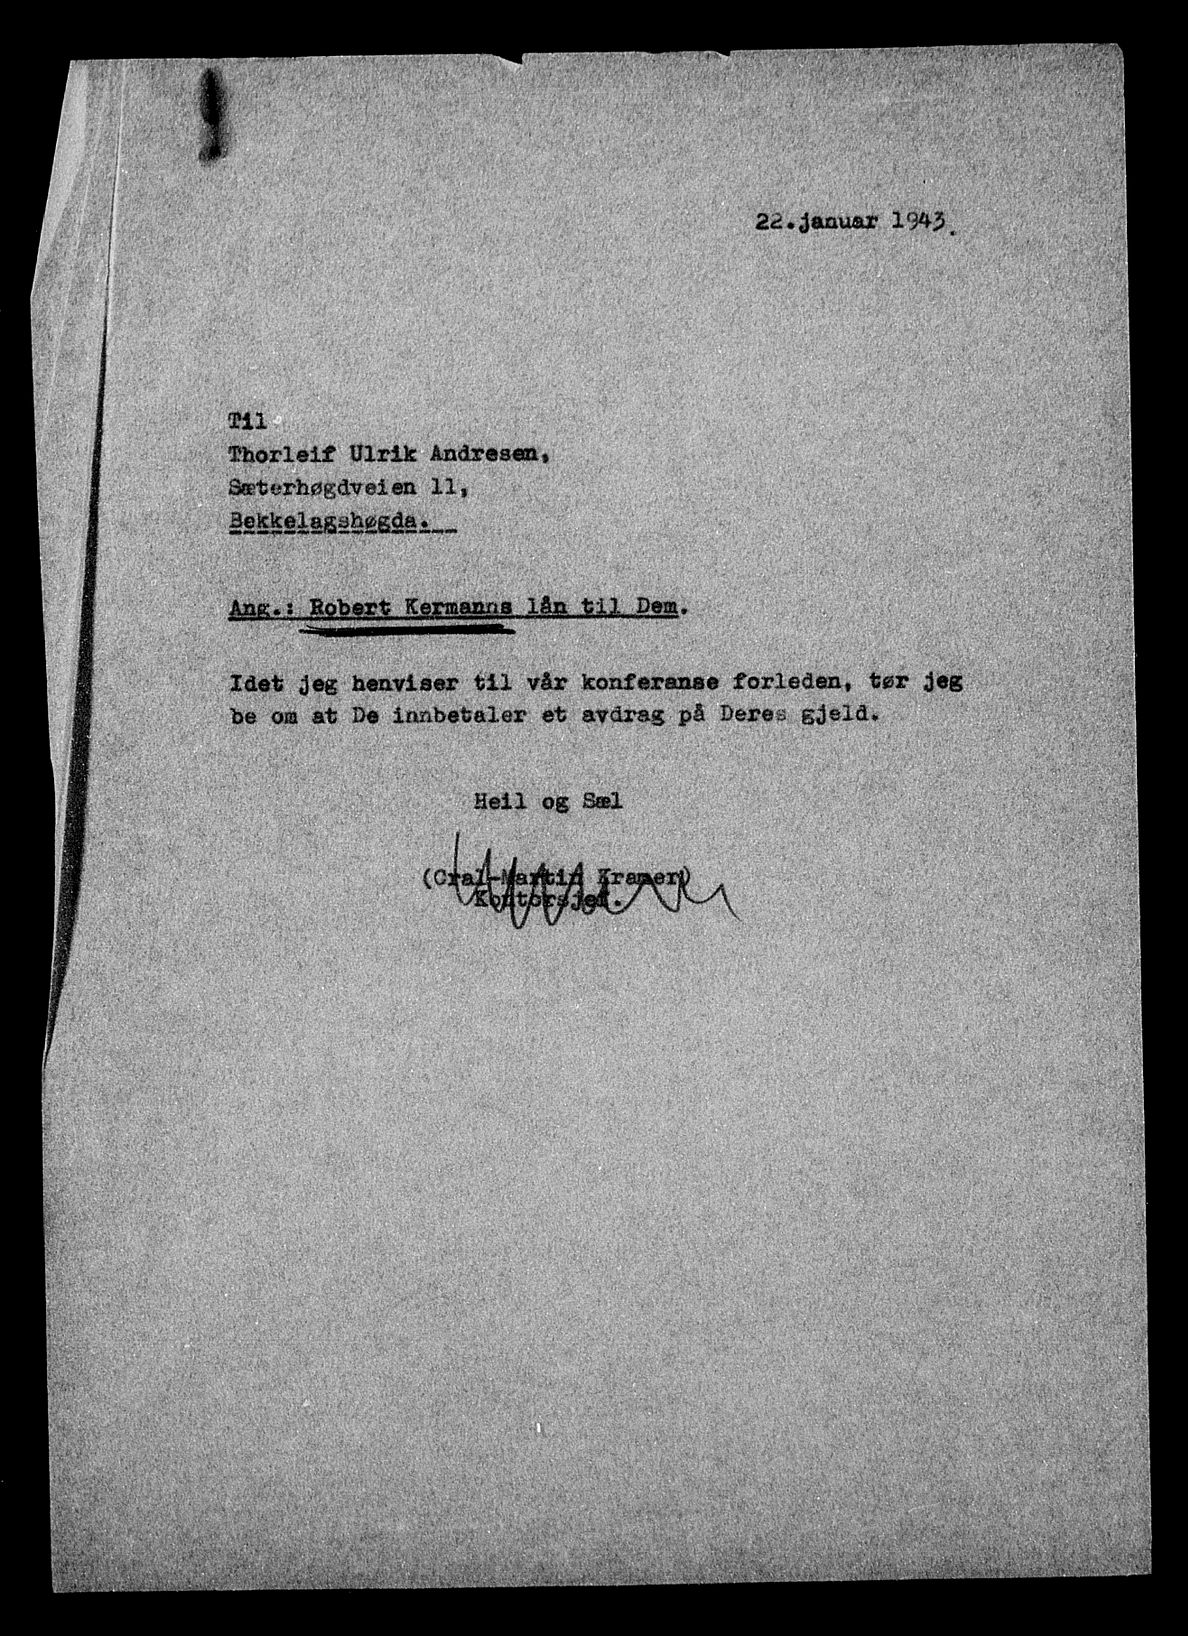 22.januar 1943.
Til
Thorleif Ulrik Andresen,
Sæterhøgdveien 11,
Bekkelagshøgda.
Ang.: Robert Kermanns lån til Dem.
Idet jeg henviser til vår konferanse forleden, tør jeg
be om at De innbetaler et avdrag på Deres gjeld.
Heil og Sæl
(Cral-Martin Kramer)
Kontorsjef.